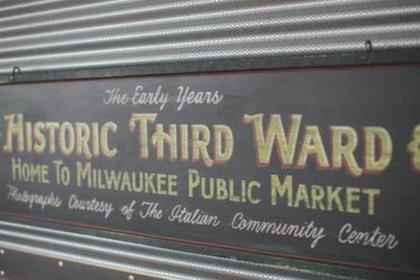 The Early Years
HISTORIC THIRD WARD
HOME TO MILWAUKEE PUBLIC MARKET
Photographs Courtesy of The Italian Community Center